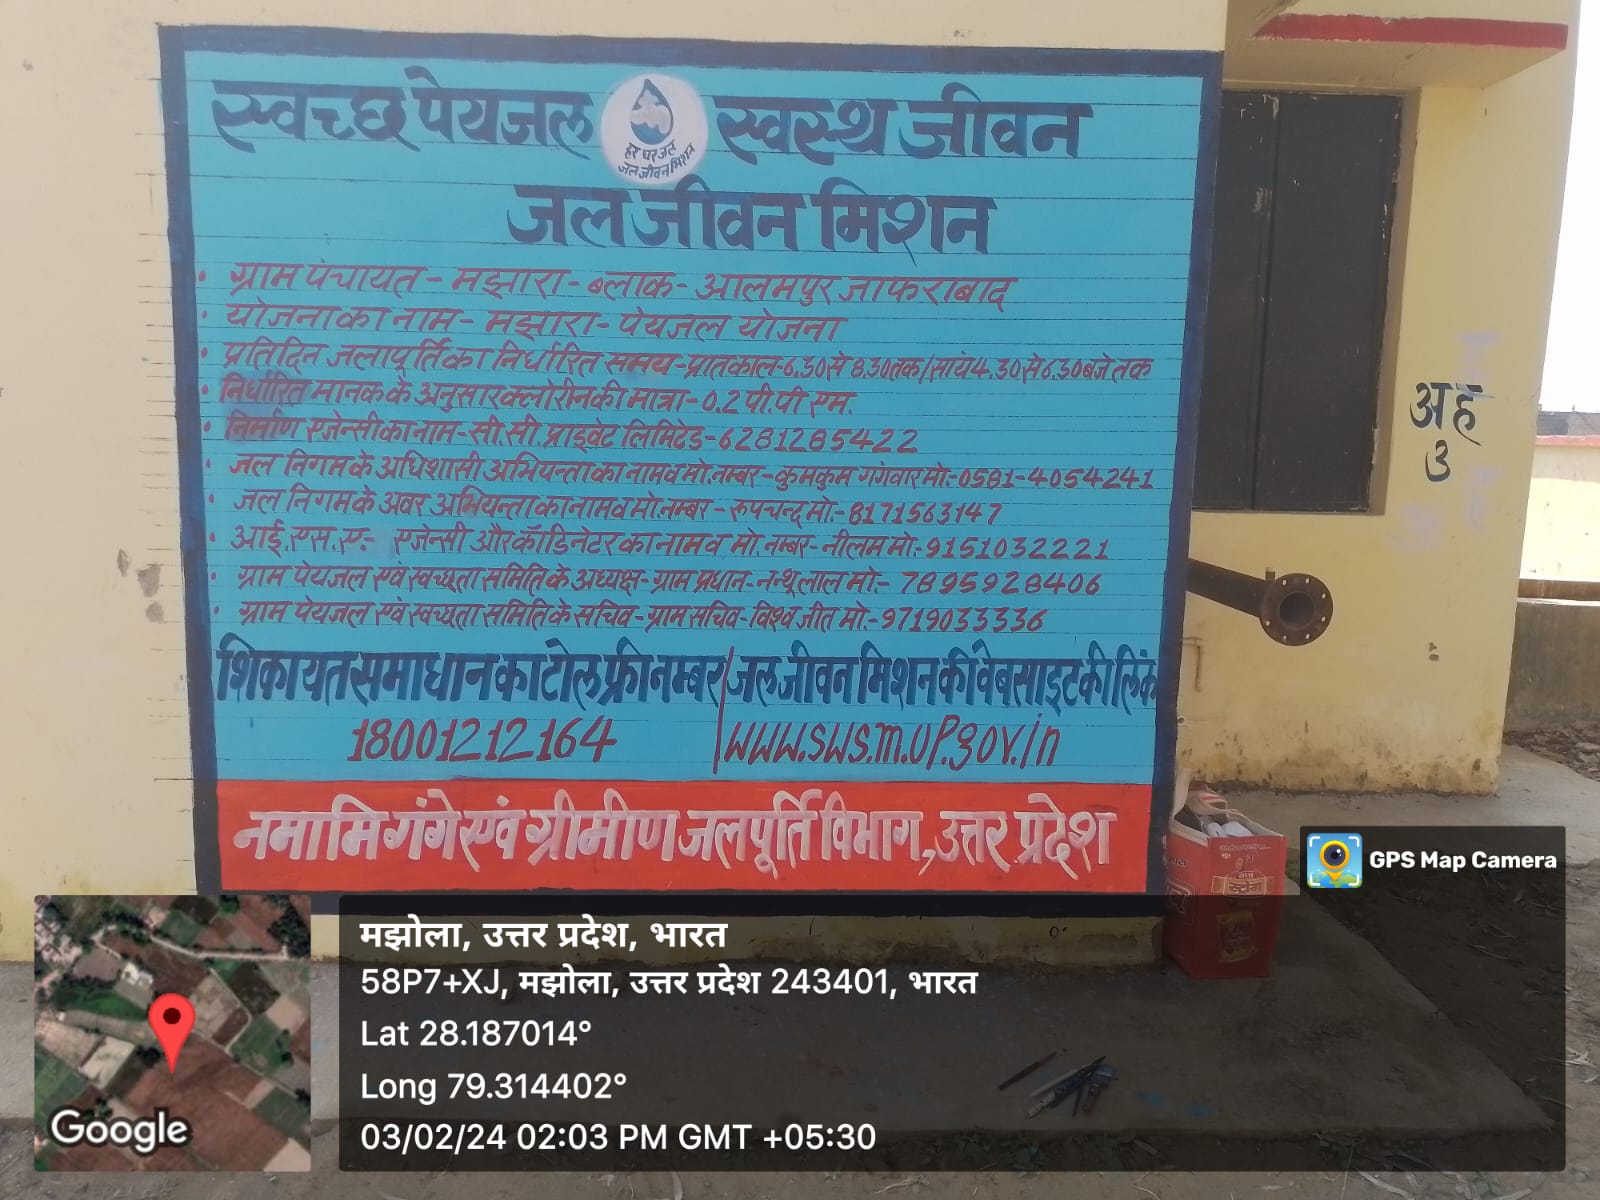 स्वच्छ पेयजल स्वस्थ जीवन
हर घर जल
जल जीवन मिशन
जल जीवन मिशन
• ग्राम पंचायत - मझारा - ब्लाक - आलमपुर जाफराबाद
• योजना का नाम - मझारा - पेयजल योजना
• प्रतिदिन जलापूर्ति का निर्धारित समय - प्रातकाल - 6.30 से 8.30 तक / सांय 4.30 से 6.30 बजे तक
• निर्धारित मानक के अनुसार क्लोरीन की मात्रा - 0.2 पी.पी एम.
• निर्माण एजेन्सी का नाम - सी.सी. प्राइवेट लिमिटेड - 6281285422
• जल निगम के अधिशासी अभियन्ता का नाम व मो. नाम्बर - कुमकुम गंगवार मो:- 0581-4054241
• जल निगम के अवर अभियन्ता का नाम व मो. नम्बर - रूपचन्द मो:- 8171563147
• आई.एस.ए:- एजेन्सी और कॉडिनेटर का नाम व मो. नम्बर - नीलम मो:- 9151032221
• ग्राम पेयजल एवं स्वच्छता समिति के अध्यक्ष - ग्राम प्रधान - नन्थू लाल मो:- 7895928406
• ग्राम पेयजल एवं स्वच्छता समिति के सचिव - ग्राम सचिव - विश्व जीत मो:- 9719033336
शिकायत समाधान का टोल फ्री नम्बर / जल जीवन मिशन की वेबसाइट की लिंक
18001212164 / www.swsm.up.gov.in
नमामि गंगे एवं ग्रीमीण जलपूर्ति विभाग, उत्तर प्रदेश
अह
3
GPS Map Camera
मझोला, उत्तर प्रदेश, भारत
58P7+XJ, मझोला, उत्तर प्रदेश 243401, भारत
Lat 28.187014°
Long 79.314402°
03/02/24 02:03 PM GMT +05:30
Google